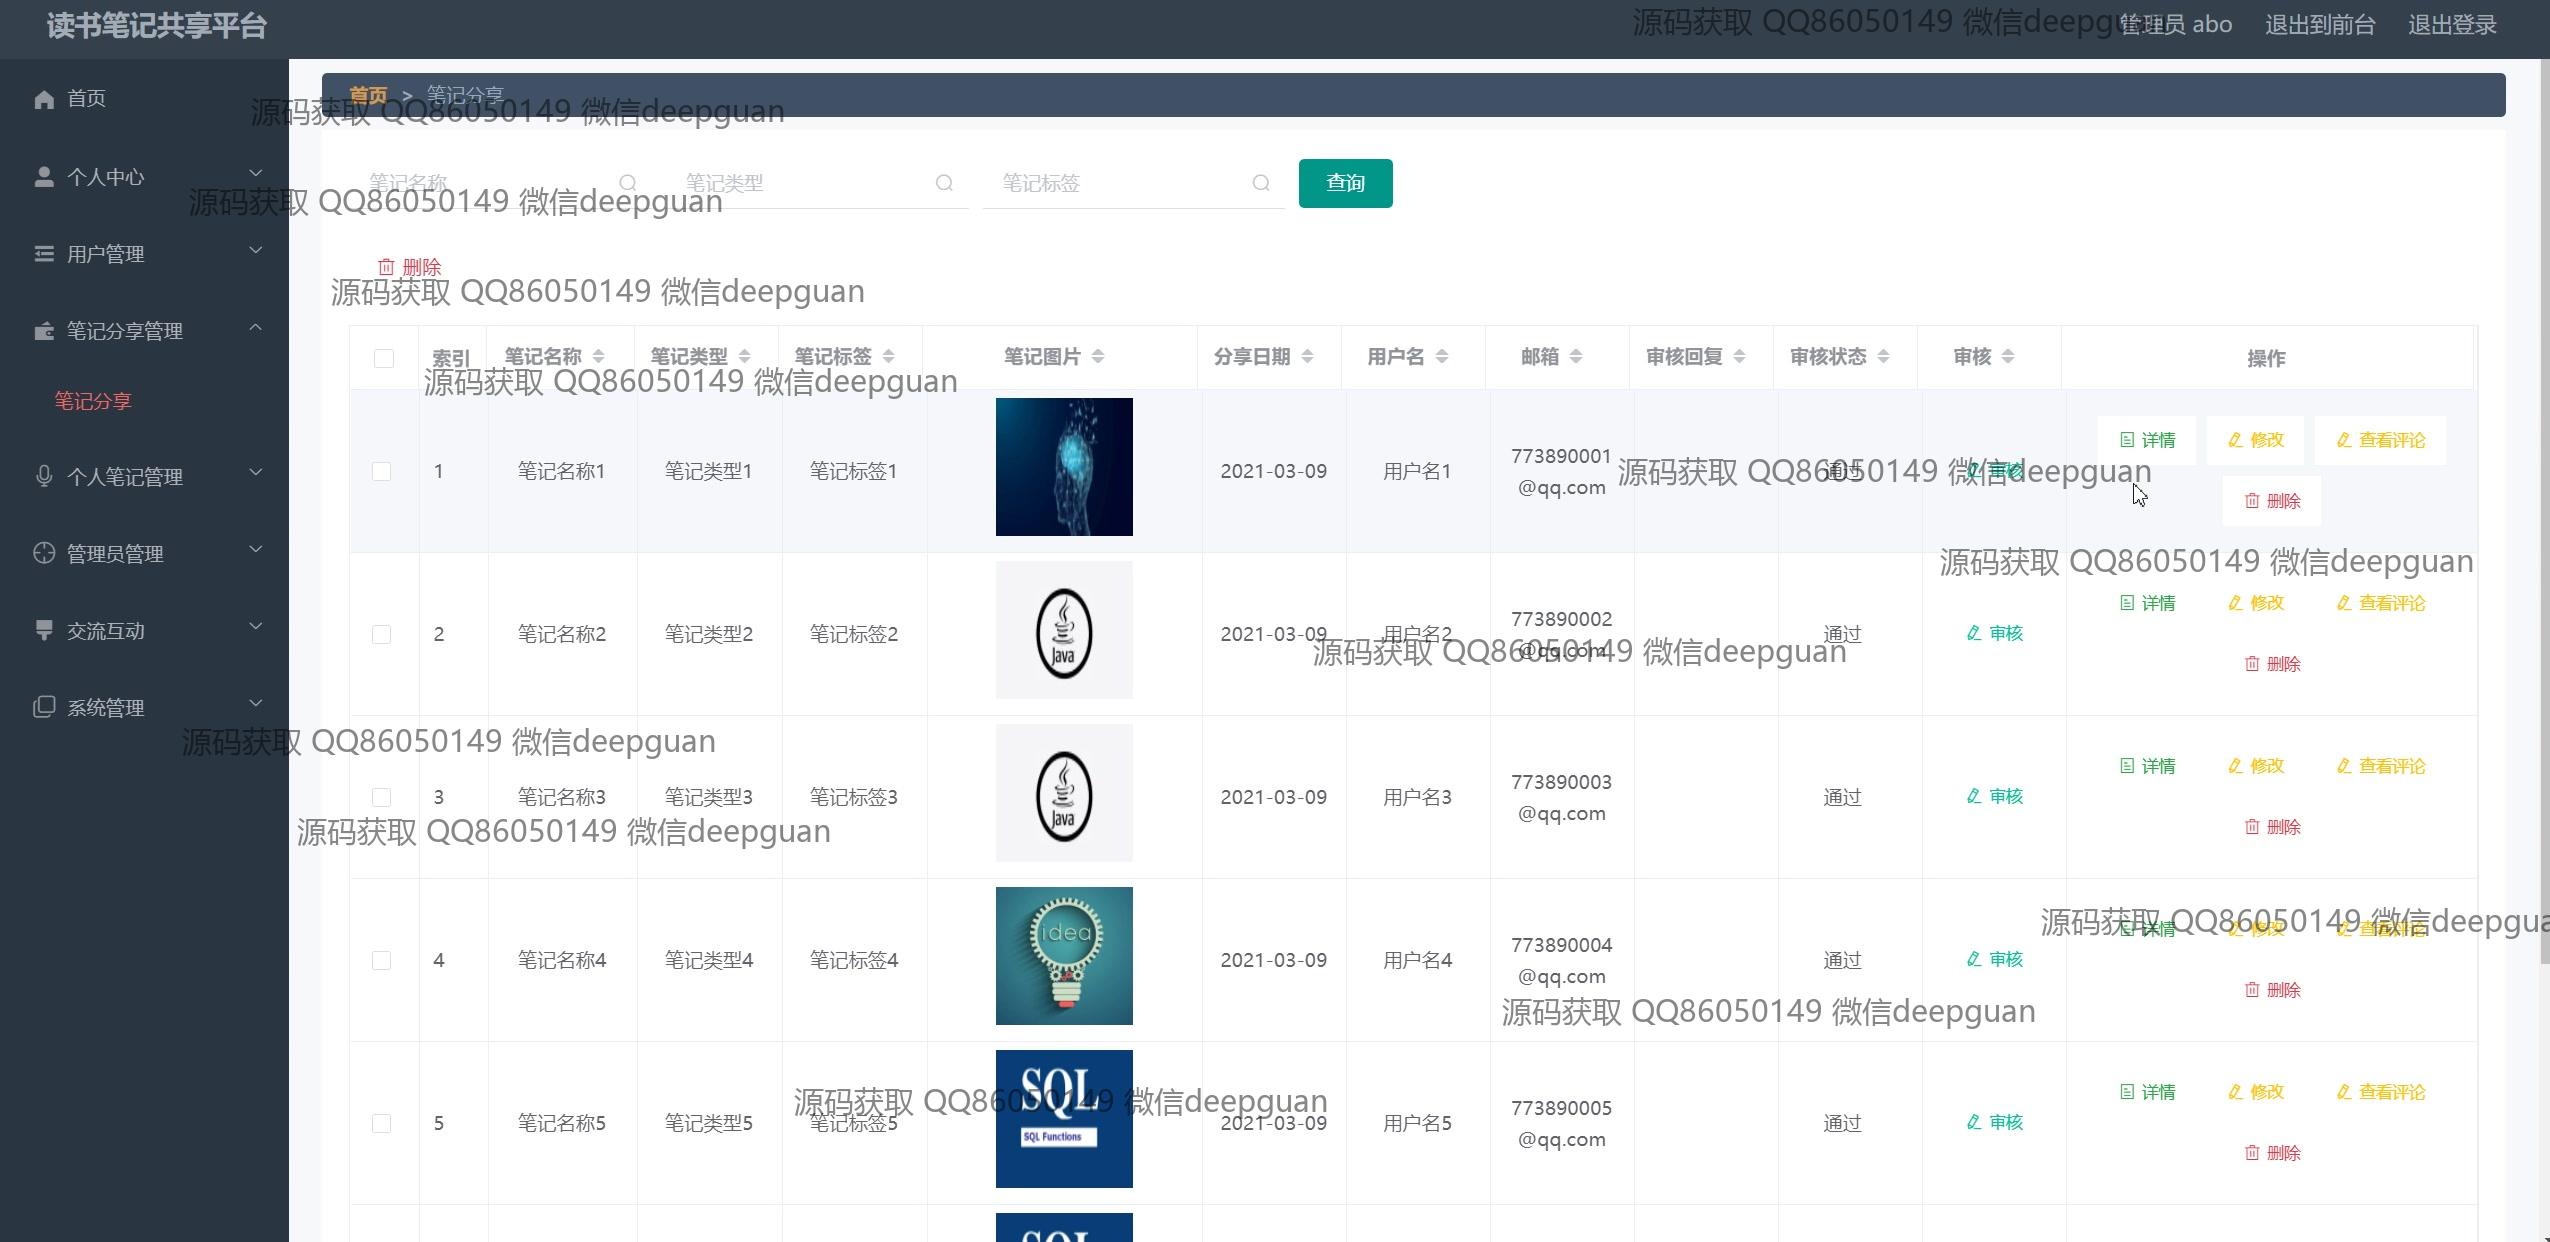 读书笔记共享平台
源码获取 QQ86050149 微信deepguan
管理员 abo 退出到前台 退出登录
首页
个人中心
用户管理
笔记分享管理
笔记分享
个人笔记管理
管理员管理
交流互动
系统管理
首页 > 笔记分享
源码获取 QQ86050149 微信deepguan
笔记名称 笔记类型 笔记标签 查询
源码获取 QQ86050149 微信deepguan
删除
源码获取 QQ86050149 微信deepguan
索引 笔记名称 笔记类型 笔记标签 笔记图片 分享日期 用户名 邮箱 审核回复 审核状态 审核 操作
源码获取 QQ86050149 微信deepguan
1 笔记名称1 笔记类型1 笔记标签1 2021-03-09 用户名1 773890001@qq.com 通过 审核 详情 修改 查看评论 删除
源码获取 QQ86050149 微信deepguan
源码获取 QQ86050149 微信deepguan
2 笔记名称2 笔记类型2 笔记标签2 Java 2021-03-09 用户名2 773890002@qq.com 通过 审核 详情 修改 查看评论 删除
源码获取 QQ86050149 微信deepguan
源码获取 QQ86050149 微信deepguan
3 笔记名称3 笔记类型3 笔记标签3 Java 2021-03-09 用户名3 773890003@qq.com 通过 审核 详情 修改 查看评论 删除
源码获取 QQ86050149 微信deepguan
源码获取 QQ86050149 微信deepgua
4 笔记名称4 笔记类型4 笔记标签4 idea 2021-03-09 用户名4 773890004@qq.com 通过 审核 详情 修改 查看评论 删除
源码获取 QQ86050149 微信deepguan
源码获取 QQ86050149 微信deepguan
5 笔记名称5 笔记类型5 笔记标签5 SQL SQL Functions 2021-03-09 用户名5 773890005@qq.com 通过 审核 详情 修改 查看评论 删除
SQL